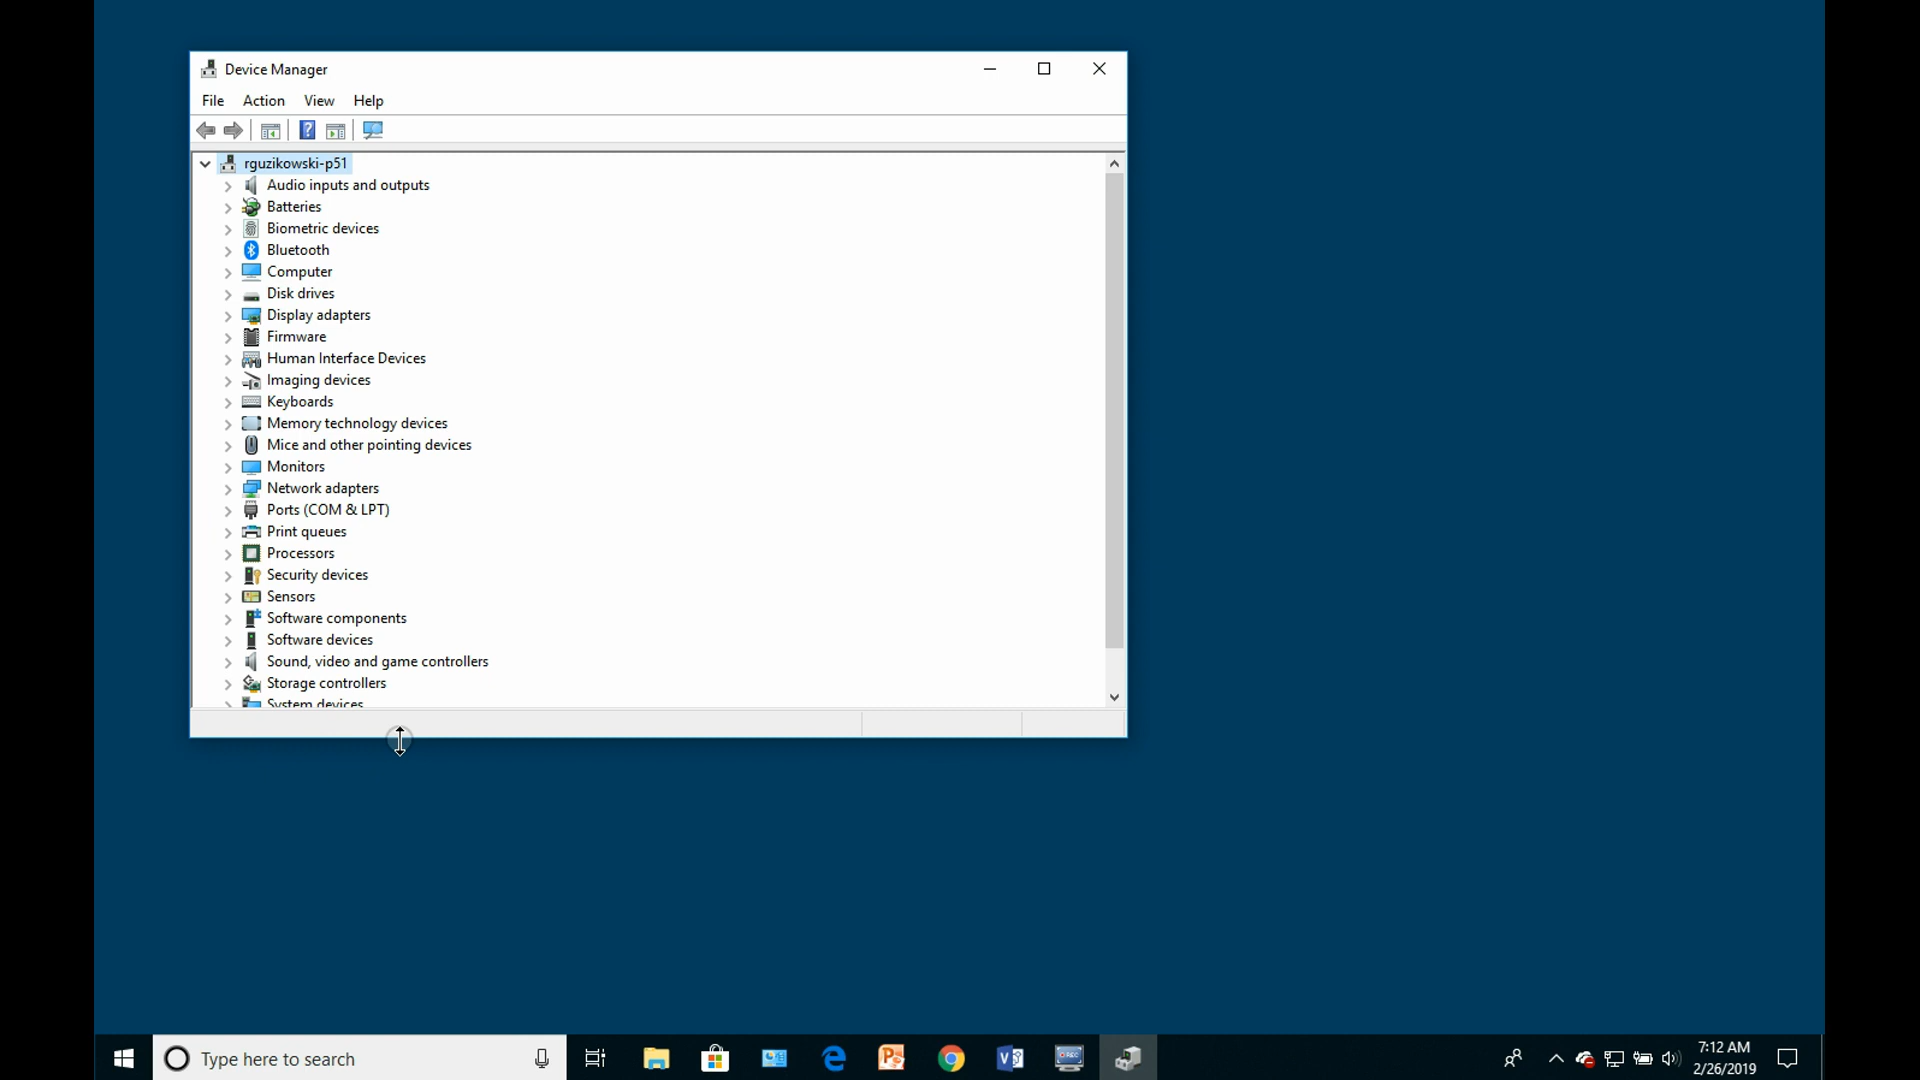 Device Manager
File Action View Help
rguzikowski-p51
Audio inputs and outputs
Batteries
Biometric devices
Bluetooth
Computer
Disk drives
Display adapters
Firmware
Human Interface Devices
Imaging devices
Keyboards
Memory technology devices
Mice and other pointing devices
Monitors
Network adapters
Ports (COM & LPT)
Print queues
Processors
Security devices
Sensors
Software components
Software devices
Sound, video and game controllers
Storage controllers
System devices
Type here to search
7:12 AM
2/26/2019